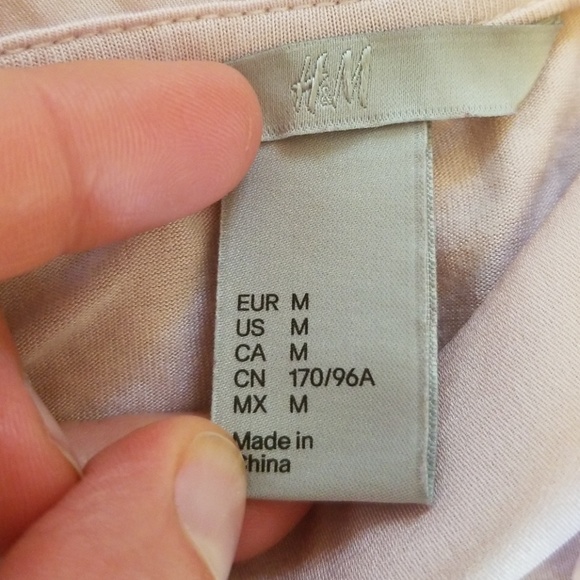 H&M
EUR M
US M
CA M
CN 170/96A
MX M
Made in
China